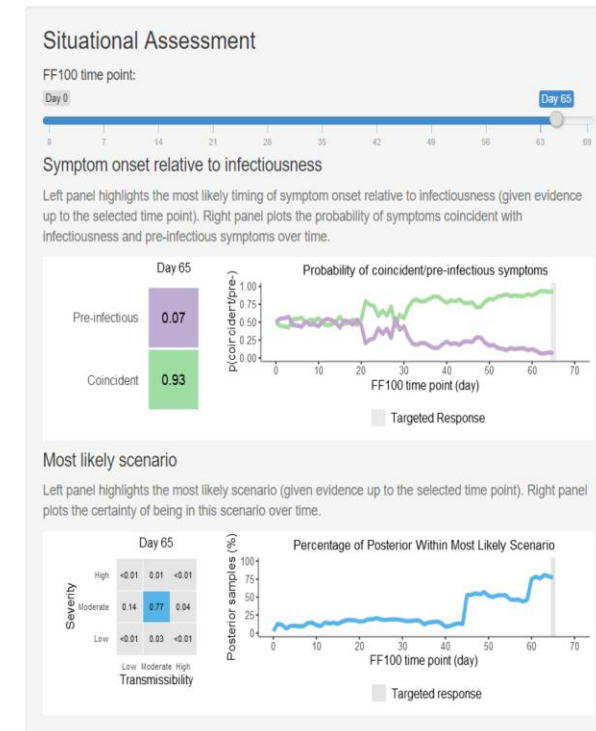 Situational Assessment
FF100 time point:
Day 0
Day 65
0 7 14 21 28 35 42 49 56 63 69
Symptom onset relative to infectiousness
Left panel highlights the most likely timing of symptom onset relative to infectiousness (given evidence
up to the selected time point). Right panel plots the probability of symptoms coincident with
infectiousness and pre-infectious symptoms over time.
Day 65
Pre-infectious 0.07
Coincident 0.93
Probability of coincident/pre-infectious symptoms
p(coincident/pre-)
1.00
0.75
0.50
0.25
0.00
0 10 20 30 40 50 60 70
FF100 time point (day)
Targeted Response
Most likely scenario
Left panel highlights the most likely scenario (given evidence up to the selected time point). Right panel
plots the certainty of being in this scenario over time.
Day 65
Severity
High <0.01 0.01 <0.01
Moderate 0.14 0.77 0.04
Low <0.01 0.03 <0.01
Low Moderate High
Transmissibility
Percentage of Posterior Within Most Likely Scenario
Posterior samples (%)
100
75
50
25
0
0 10 20 30 40 50 60 70
FF100 time point (day)
Targeted response